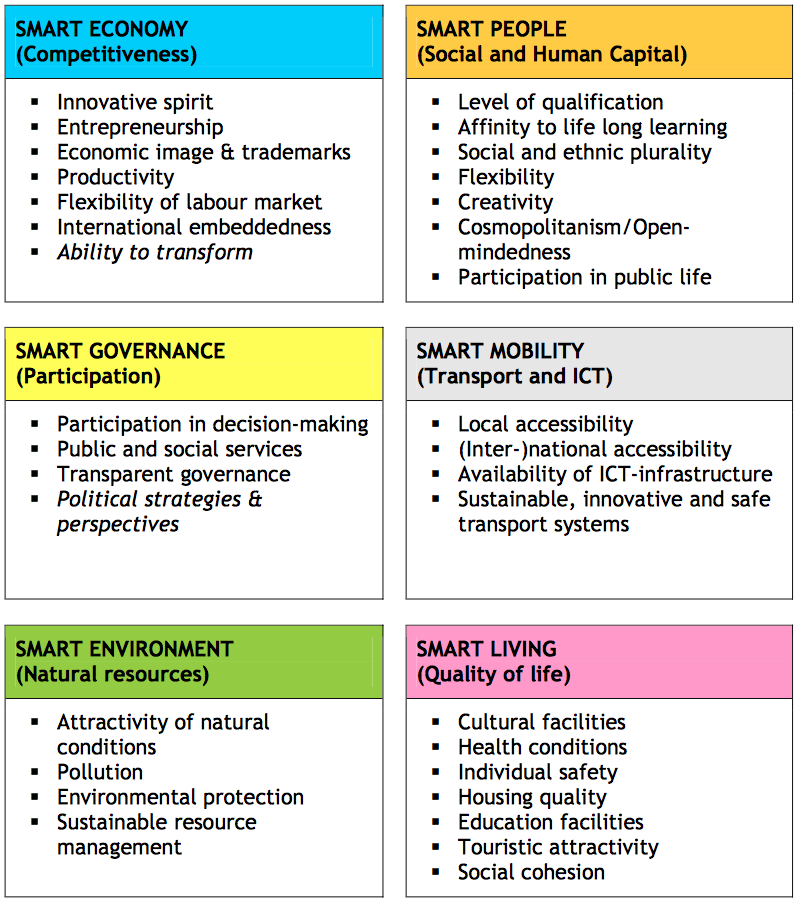 SMART ECONOMY
(Competitiveness)
▪ Innovative spirit
▪ Entrepreneurship
▪ Economic image & trademarks
▪ Productivity
▪ Flexibility of labour market
▪ International embeddedness
▪ Ability to transform
SMART PEOPLE
(Social and Human Capital)
▪ Level of qualification
▪ Affinity to life long learning
▪ Social and ethnic plurality
▪ Flexibility
▪ Creativity
▪ Cosmopolitanism/Open-
mindedness
▪ Participation in public life
SMART GOVERNANCE
(Participation)
▪ Participation in decision-making
▪ Public and social services
▪ Transparent governance
▪ Political strategies &
perspectives
SMART MOBILITY
(Transport and ICT)
▪ Local accessibility
▪ (Inter-)national accessibility
▪ Availability of ICT-infrastructure
▪ Sustainable, innovative and safe
transport systems
SMART ENVIRONMENT
(Natural resources)
▪ Attractivity of natural
conditions
▪ Pollution
▪ Environmental protection
▪ Sustainable resource
management
SMART LIVING
(Quality of life)
▪ Cultural facilities
▪ Health conditions
▪ Individual safety
▪ Housing quality
▪ Education facilities
▪ Touristic attractivity
▪ Social cohesion